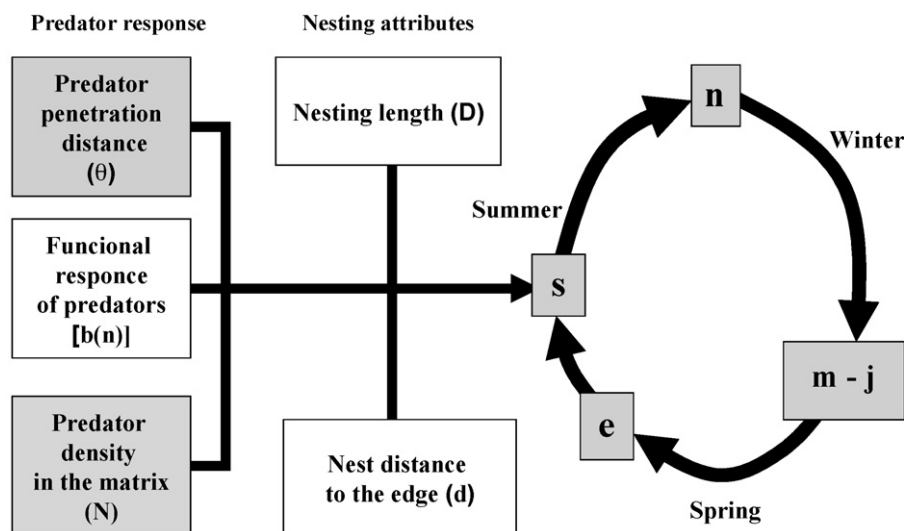 Predator response
Predator
penetration
distance
(θ)
Funcional
responce
of predators
[b(n)]
Predator
density
in the matrix
(N)
Nesting attributes
Nesting length (D)
Nest distance
to the edge (d)
n
Winter
Summer
s
m - j
e
Spring